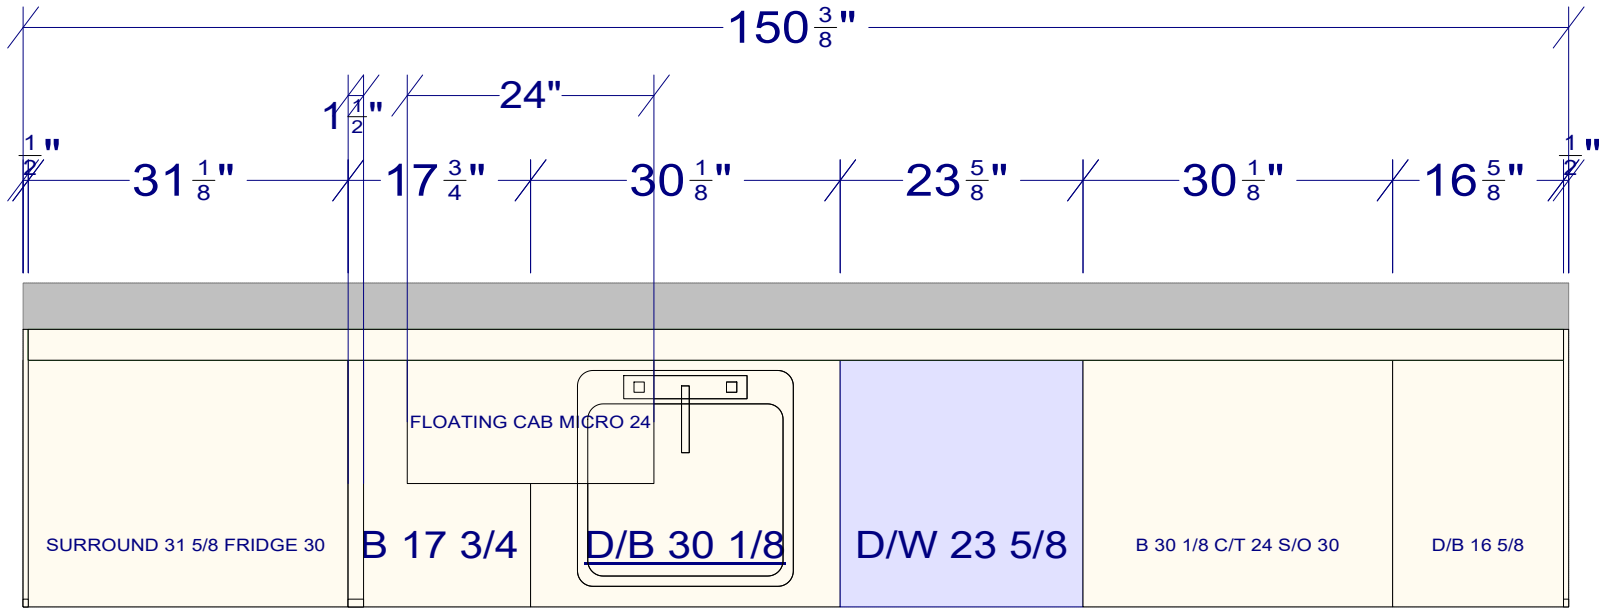 150 3/8"
24"
1 1/2"
1/2" 31 1/8" 17 3/4" 30 1/8" 23 5/8" 30 1/8" 16 5/8" 1/2"
FLOATING CAB MICRO 24
SURROUND 31 5/8 FRIDGE 30 B 17 3/4 D/B 30 1/8 D/W 23 5/8 B 30 1/8 C/T 24 S/O 30 D/B 16 5/8